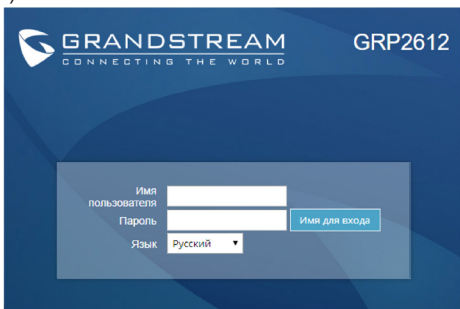 GRANDSTREAM
CONNECTING THE WORLD
GRP2612
Имя
пользователя
Пароль
Имя для входа
Язык
Русский